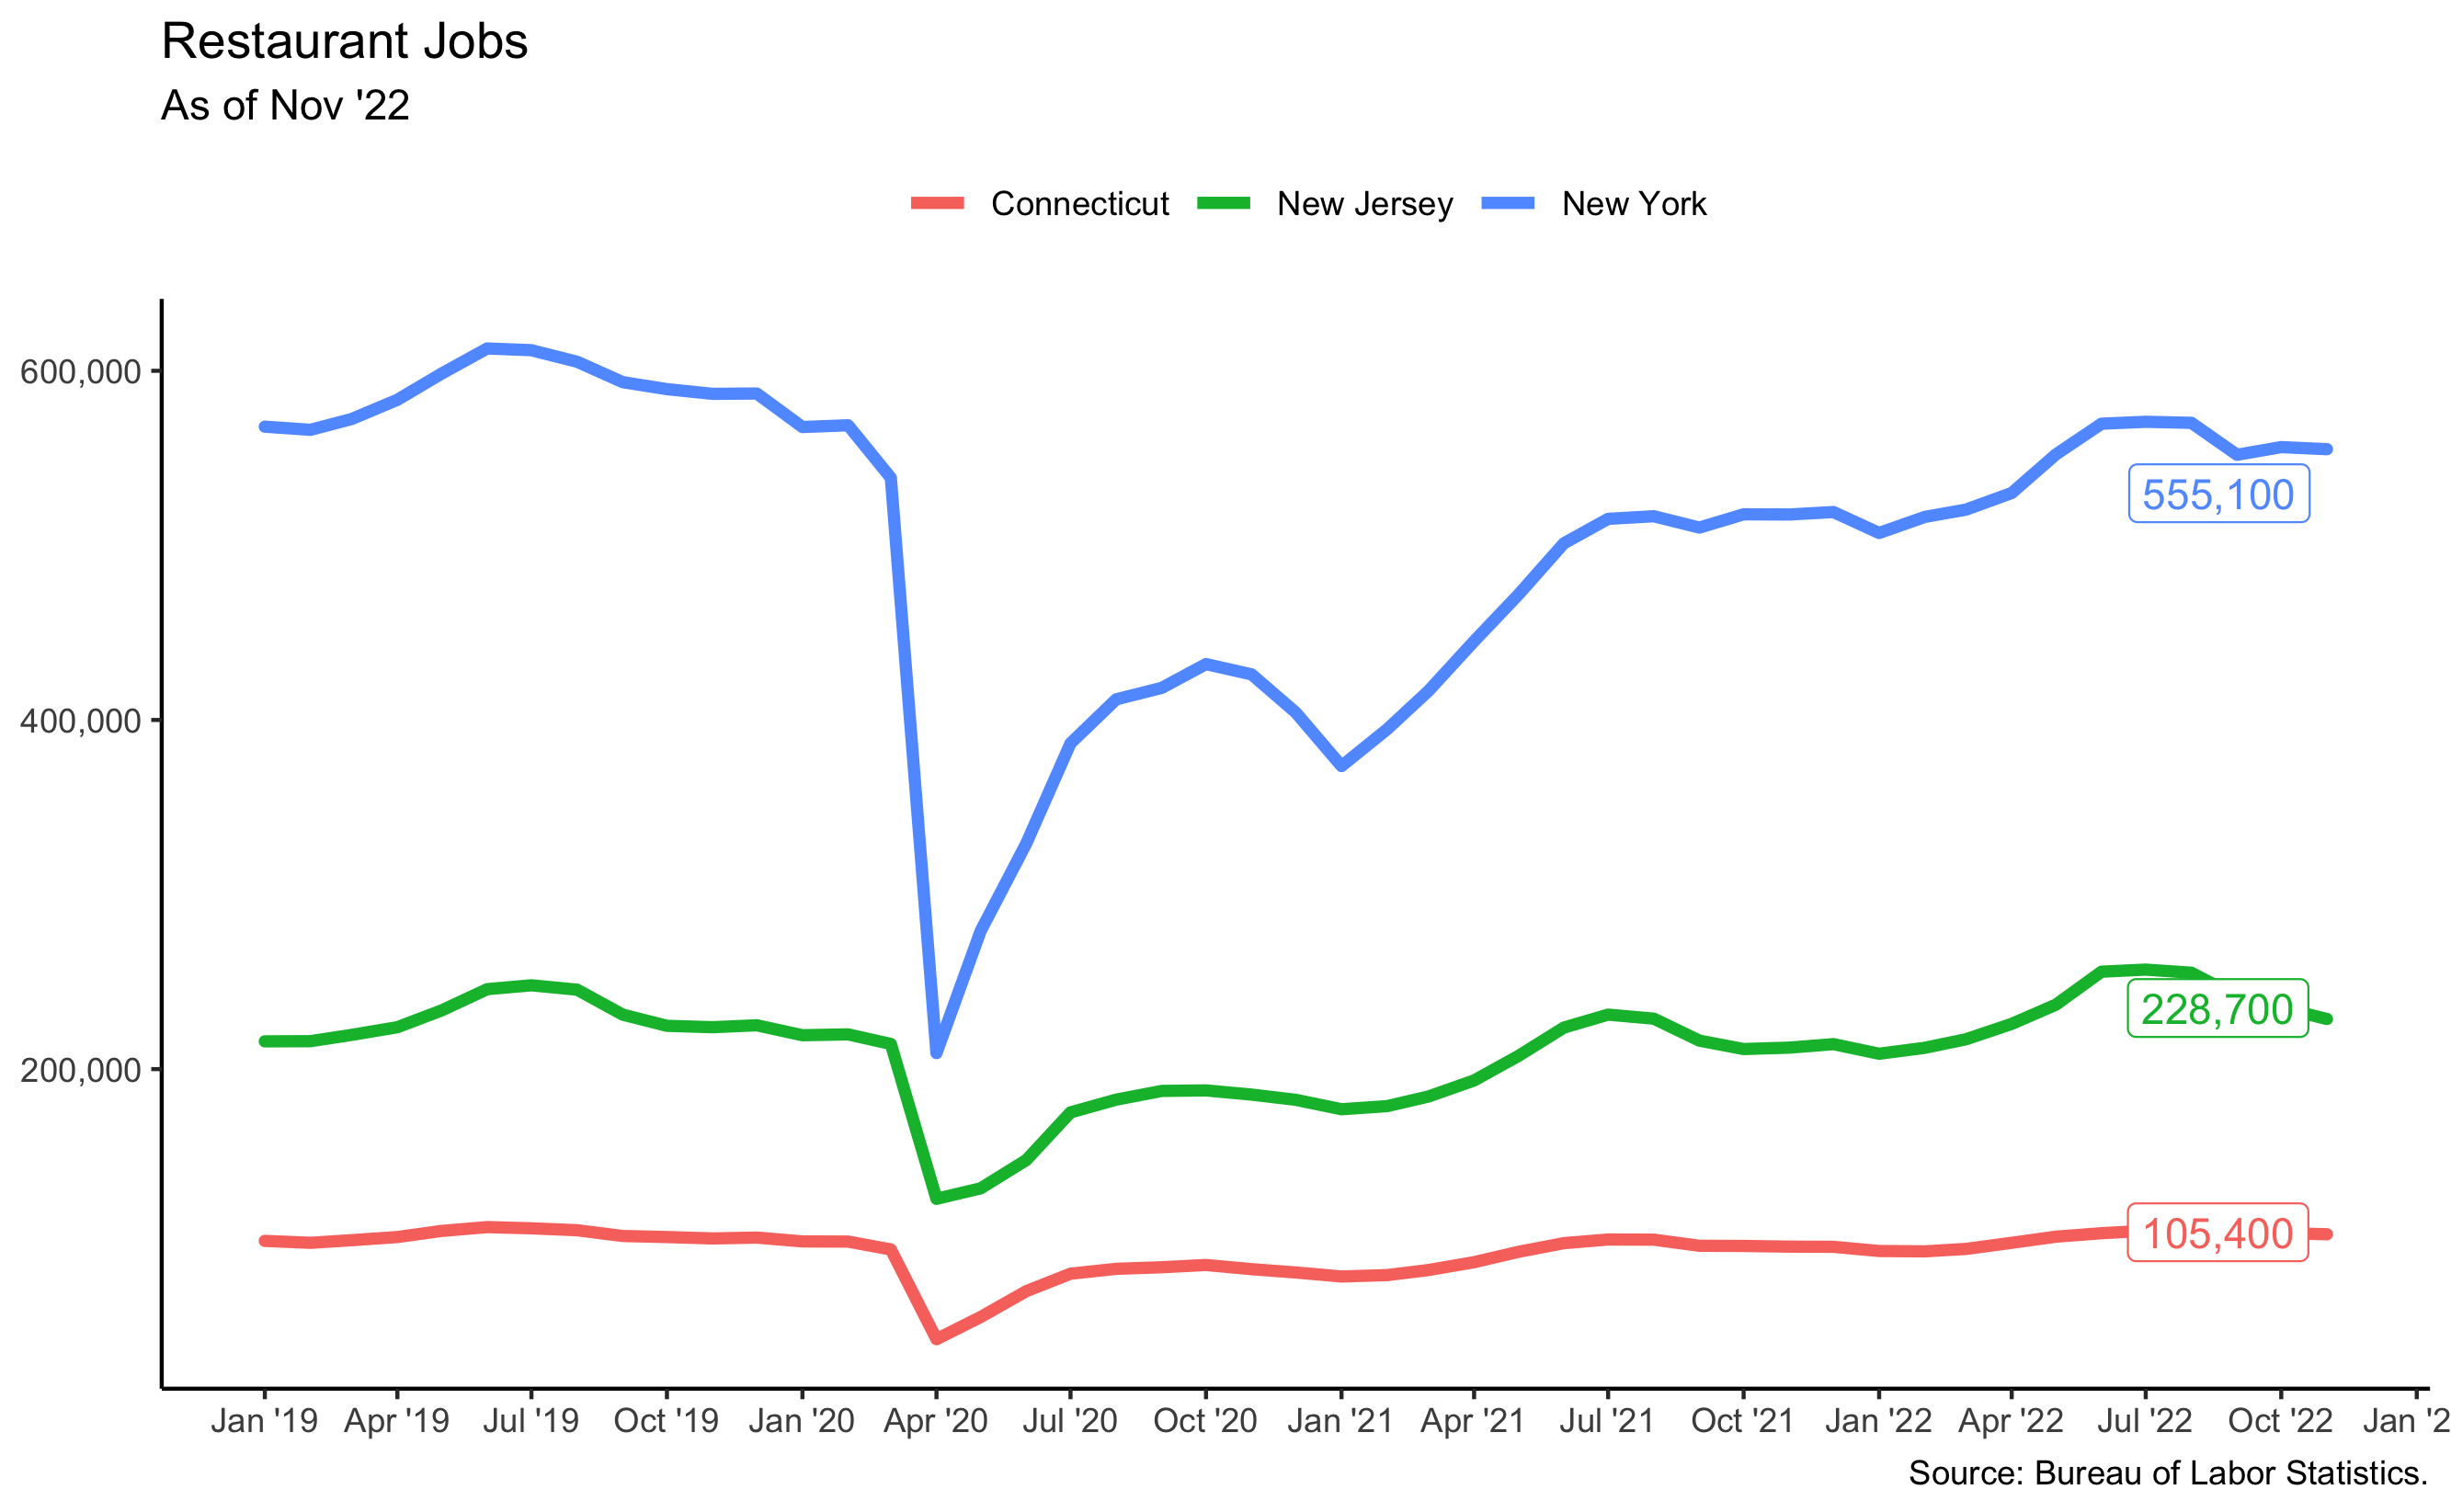 Restaurant Jobs
As of Nov '22
Connecticut New Jersey New York
600,000
400,000
200,000
555,100
228,700
105,400
Jan '19 Apr '19 Jul '19 Oct '19 Jan '20 Apr '20 Jul '20 Oct '20 Jan '21 Apr '21 Jul '21 Oct '21 Jan '22 Apr '22 Jul '22 Oct '22 Jan '2
Source: Bureau of Labor Statistics.